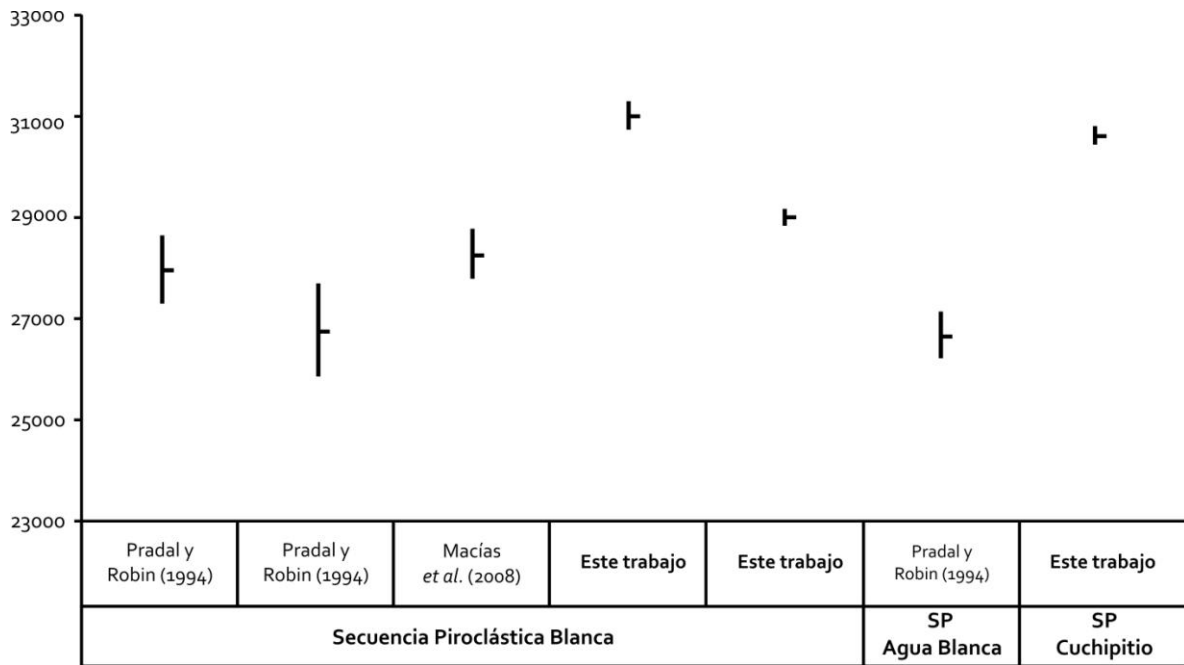 33000
31000
29000
27000
25000
23000
Pradal y
Robin (1994)
Pradal y
Robin (1994)
Macías
et al. (2008)
Este trabajo
Este trabajo
Pradal y
Robin (1994)
Este trabajo
Secuencia Piroclástica Blanca
SP
Agua Blanca
SP
Cuchipitio